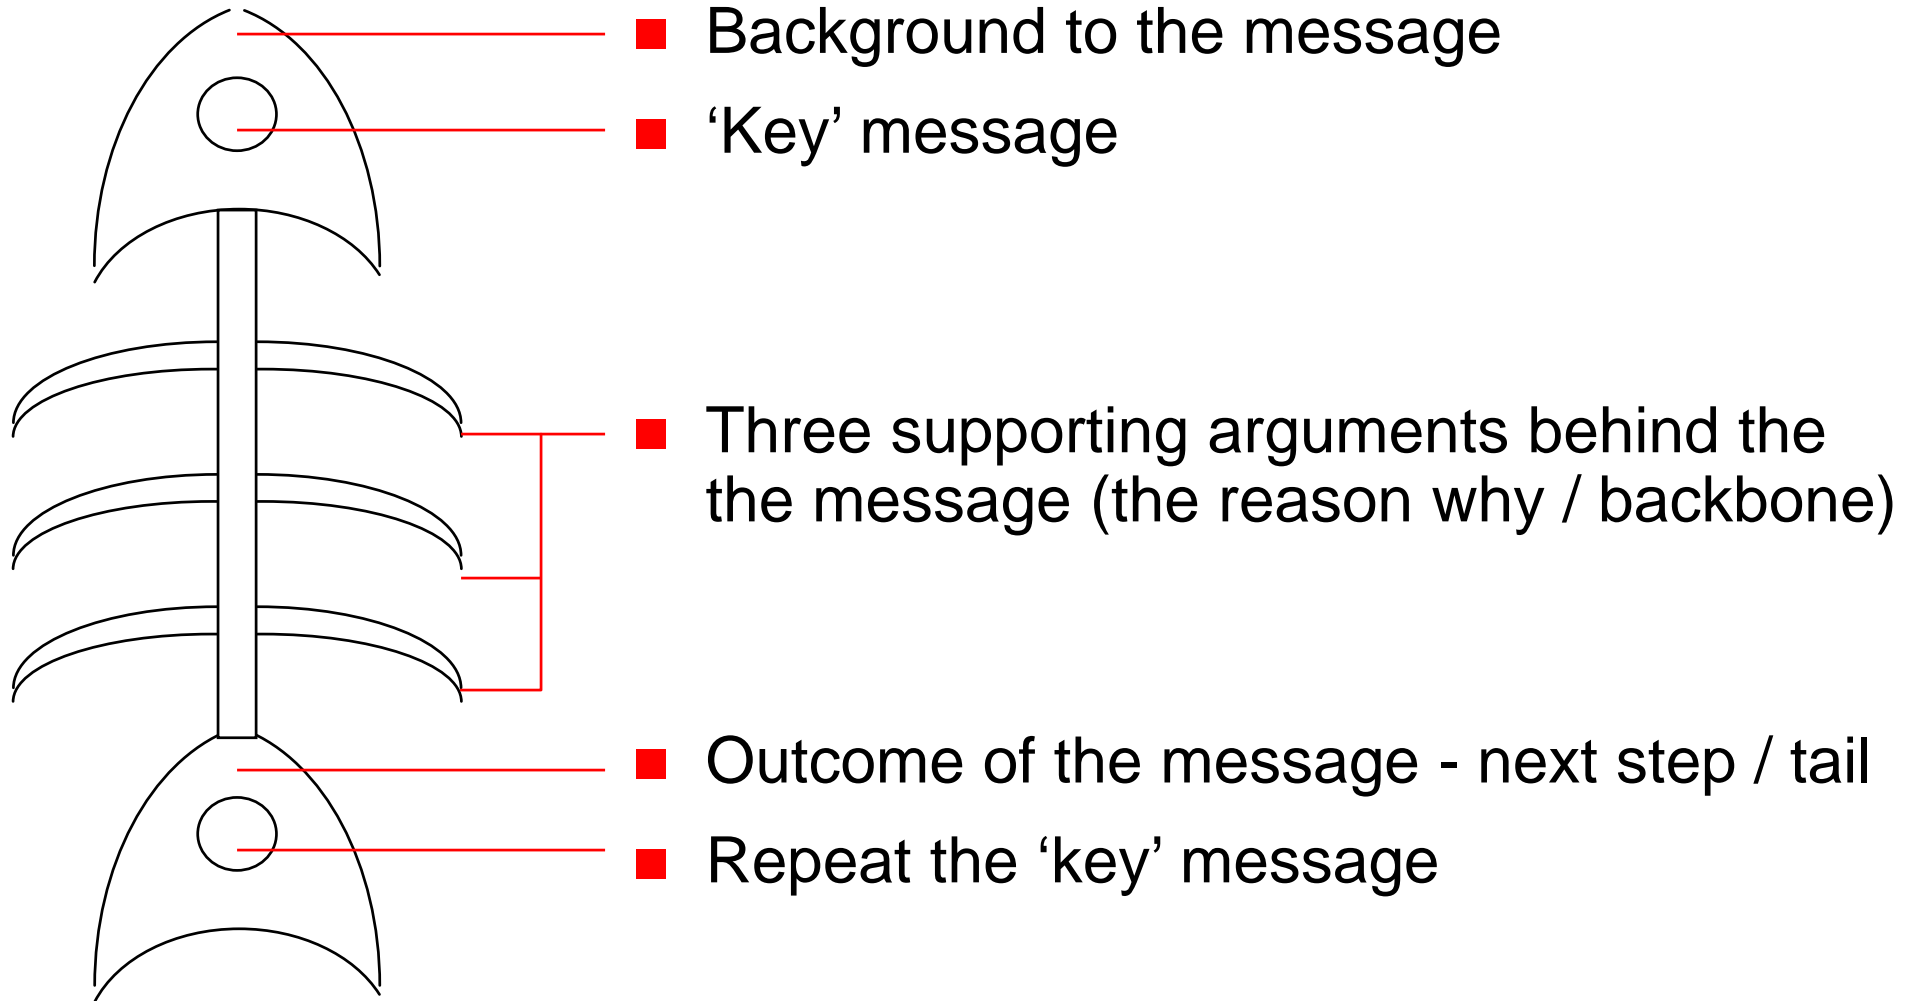 Background to the message
‘Key’ message
Three supporting arguments behind the
the message (the reason why / backbone)
Outcome of the message - next step / tail
Repeat the ‘key’ message